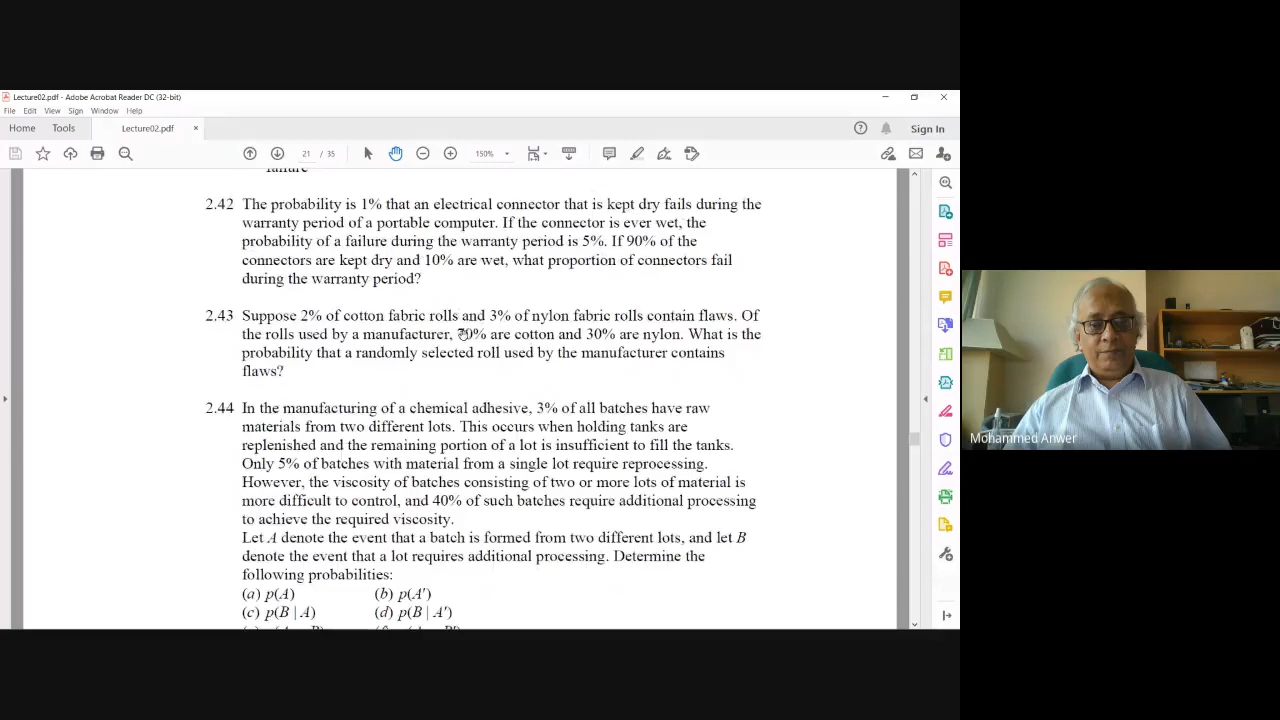 Lecture02.pdf - Adobe Acrobat Reader DC (32-bit)
File Edit View Sign Window Help
Home Tools Lecture02.pdf × Sign In
21 / 35 150%
failure
2.42 The probability is 1% that an electrical connector that is kept dry fails during the
warranty period of a portable computer. If the connector is ever wet, the
probability of a failure during the warranty period is 5%. If 90% of the
connectors are kept dry and 10% are wet, what proportion of connectors fail
during the warranty period?
2.43 Suppose 2% of cotton fabric rolls and 3% of nylon fabric rolls contain flaws. Of
the rolls used by a manufacturer, 70% are cotton and 30% are nylon. What is the
probability that a randomly selected roll used by the manufacturer contains
flaws?
2.44 In the manufacturing of a chemical adhesive, 3% of all batches have raw
materials from two different lots. This occurs when holding tanks are
replenished and the remaining portion of a lot is insufficient to fill the tanks.
Only 5% of batches with material from a single lot require reprocessing.
However, the viscosity of batches consisting of two or more lots of material is
more difficult to control, and 40% of such batches require additional processing
to achieve the required viscosity.
Let A denote the event that a batch is formed from two different lots, and let B
denote the event that a lot requires additional processing. Determine the
following probabilities:
(a) p(A) (b) p(A′)
(c) p(B | A) (d) p(B | A′)
Mohammed Anwer